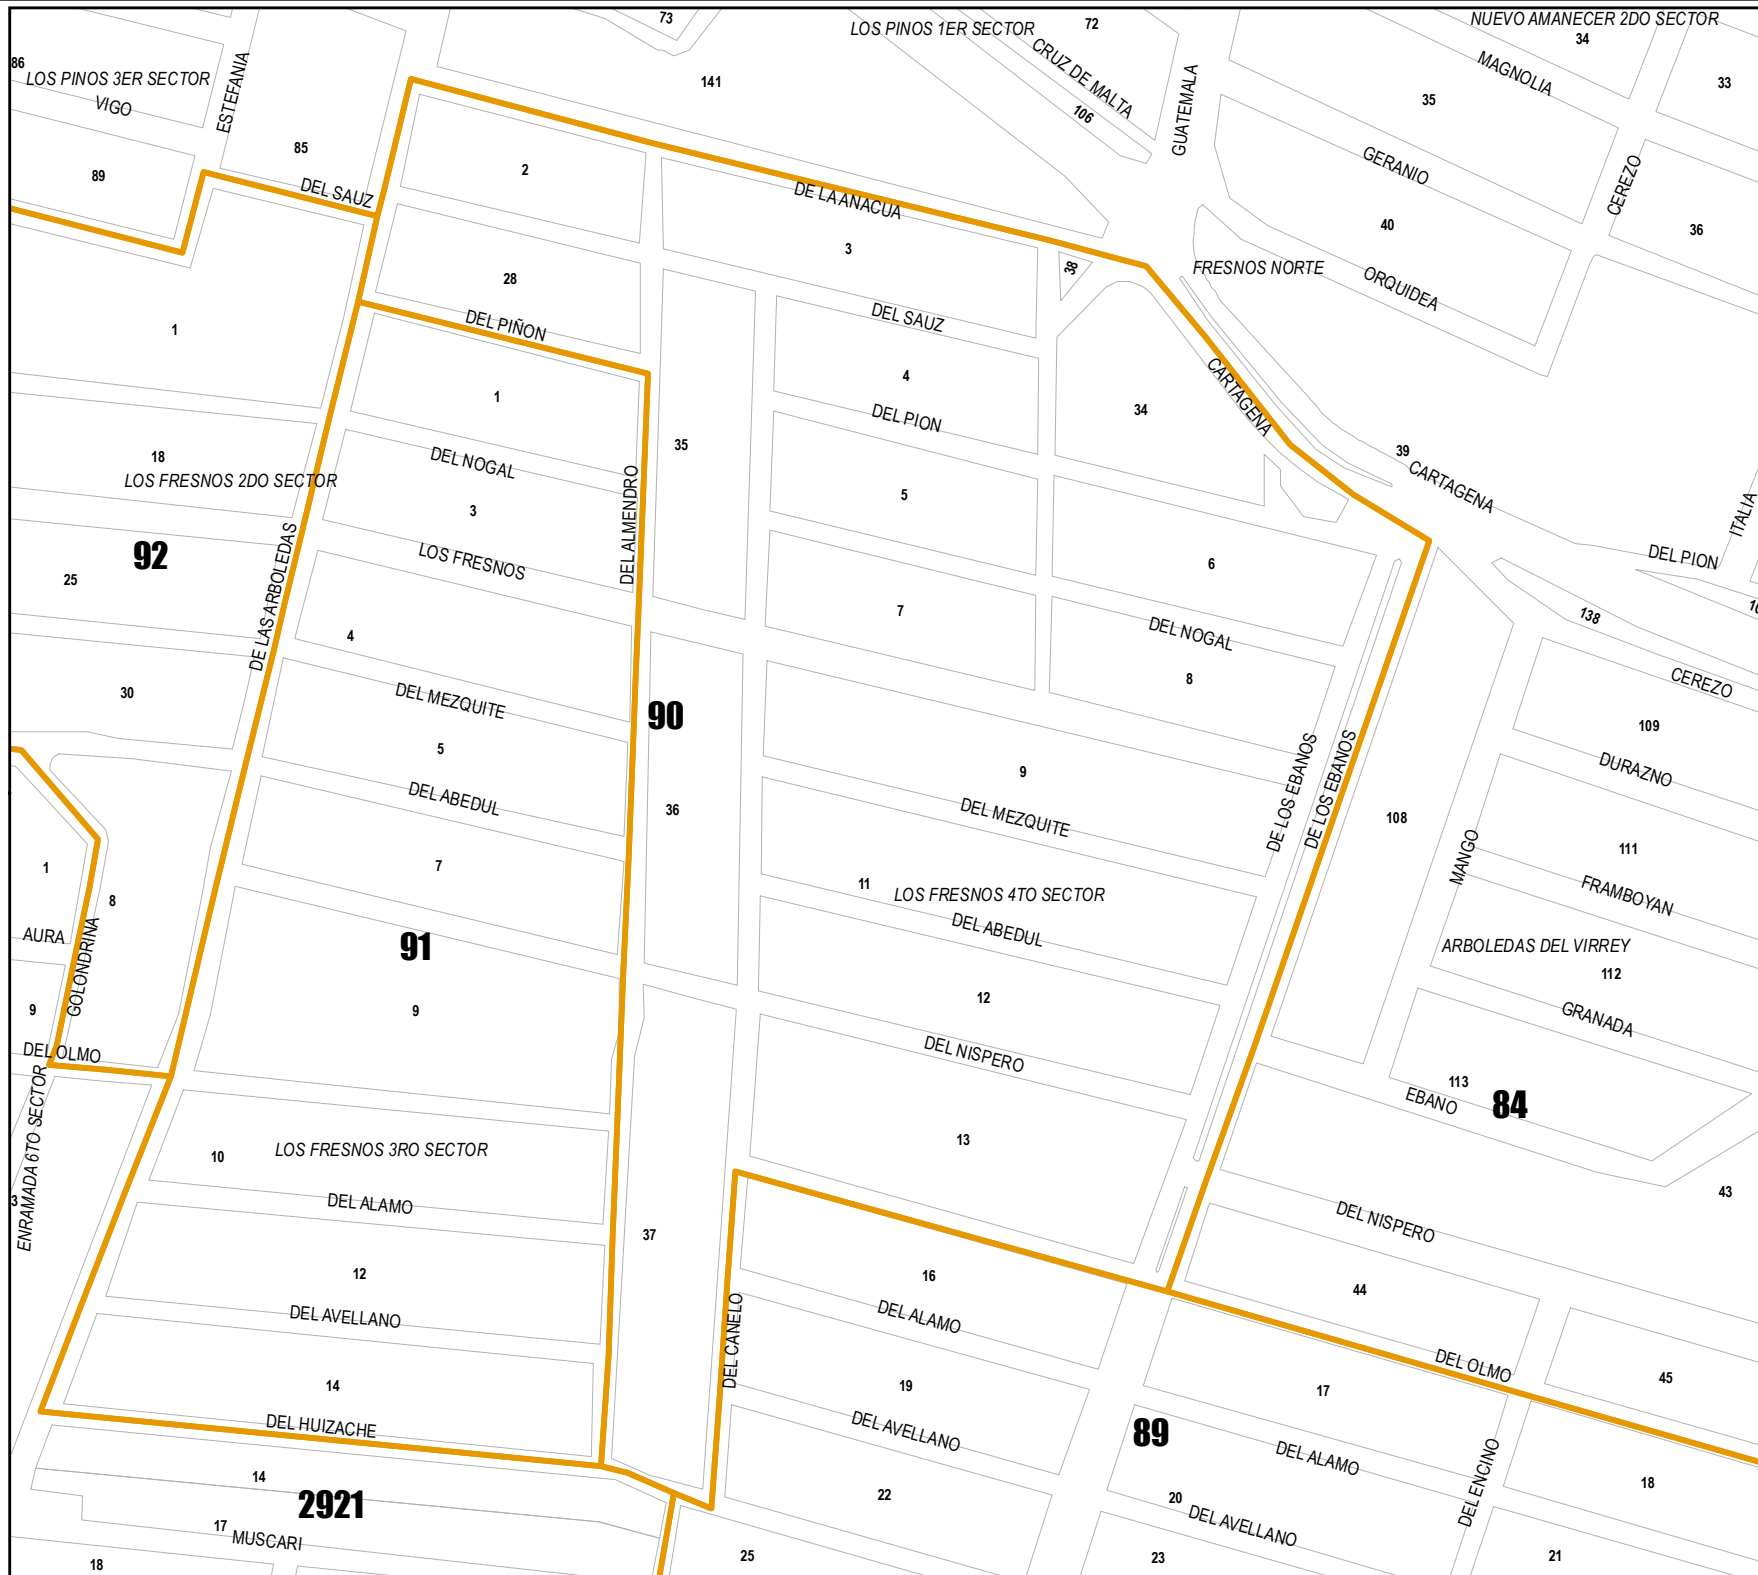 73
LOS PINOS 1ER SECTOR
72
NUEVO AMANECER 2DO SECTOR
34
86
LOS PINOS 3ER SECTOR
VIGO
ESTEFANIA
141
CRUZ DE MALTA
106
GUATEMALA
MAGNOLIA
35
33
85
89
DEL SAUZ
2
DE LA ANACUA
GERANIO
CEREZO
40
36
3
38
FRESNOS NORTE
ORQUIDEA
28
DEL PIÑON
DEL SAUZ
1
1
4
DEL PION
34
CARTAGENA
35
39
CARTAGENA
18
LOS FRESNOS 2DO SECTOR
DEL NOGAL
5
ITALIA
3
DEL ALMENDRO
92
LOS FRESNOS
DEL PION
25
DE LAS ARBOLEDAS
6
7
138
4
DEL NOGAL
30
DEL MEZQUITE
90
8
CEREZO
109
5
9
DE LOS EBANOS
DE LOS EBANOS
DURAZNO
DEL ABEDUL
36
DEL MEZQUITE
108
1
7
111
MANGO
8
11
LOS FRESNOS 4TO SECTOR
FRAMBOYAN
AURA
GOLONDRINA
91
DEL ABEDUL
ARBOLEDAS DEL VIRREY
112
9
9
12
GRANADA
DEL OLMO
DEL NISPERO
113
EBANO
84
ENRAMADA 6TO SECTOR
10
LOS FRESNOS 3RO SECTOR
13
3
DEL ALAMO
43
37
DEL NISPERO
12
16
44
DEL AVELLANO
DEL CANELO
DEL ALAMO
DEL OLMO
14
19
17
45
DEL HUIZACHE
DEL AVELLANO
89
DEL ALAMO
DEL ENCINO
14
2921
22
20
18
17
MUSCARI
DEL AVELLANO
18
25
23
21